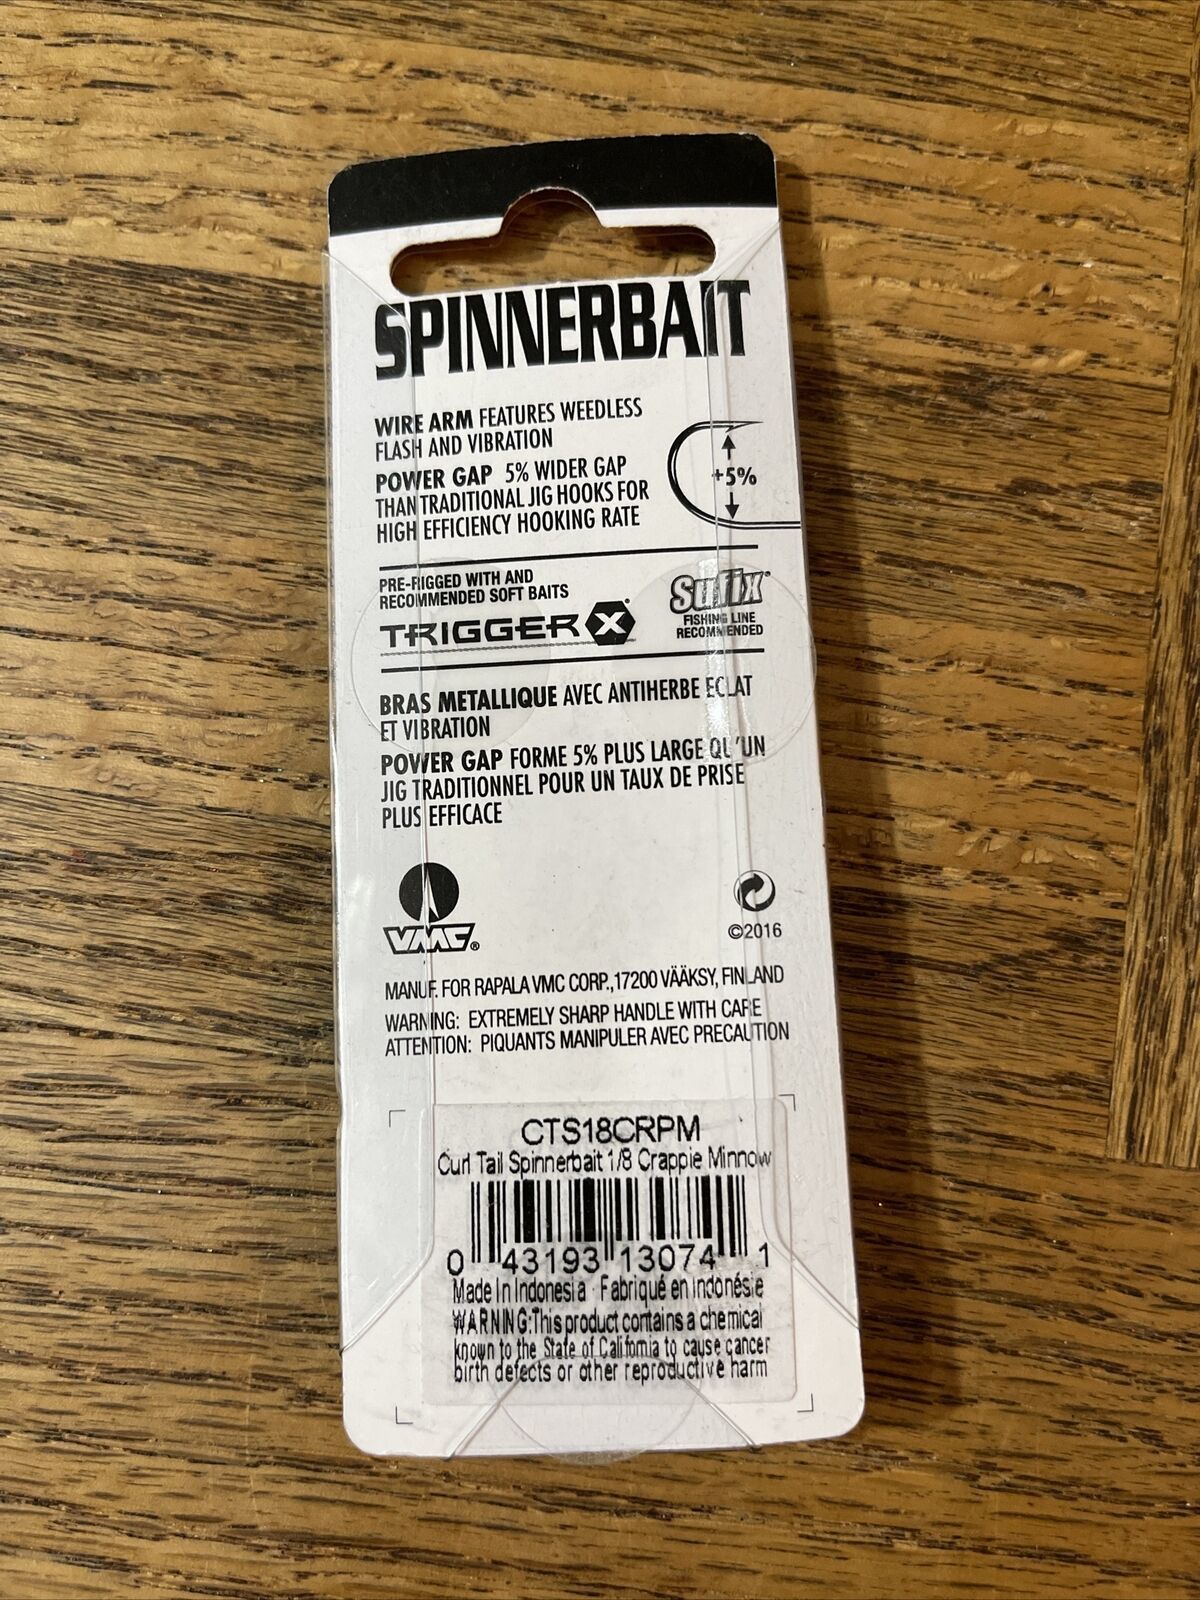 SPINNERBAIT
WIRE ARM FEATURES WEEDLESS
FLASH AND VIBRATION
POWER GAP 5% WIDER GAP
THAN TRADITIONAL JIG HOOKS FOR
HIGH EFFICIENCY HOOKING RATE
+5%
PRE-RIGGED WITH AND
RECOMMENDED SOFT BAITS
TRIGGER X
Sufix®
FISHING LINE
RECOMMENDED
BRAS METALLIQUE AVEC ANTIHERBE ECLAT
ET VIBRATION
POWER GAP FORME 5% PLUS LARGE QU'UN
JIG TRADITIONNEL POUR UN TAUX DE PRISE
PLUS EFFICACE
VMC®
©2016
MANUF. FOR RAPALA VMC CORP., 17200 VÄÄKSY, FINLAND
WARNING: EXTREMELY SHARP HANDLE WITH CARE
ATTENTION: PIQUANTS MANIPULER AVEC PRECAUTION
CTS18CRPM
Curl Tail Spinnerbait 1/8 Crappie Minnow
0 43193 13074 1
Made In Indonesia Fabriqué en indonésie
WARNING:This product contains a chemical
known to the State of California to cause cancer
birth defects or other reproductive harm